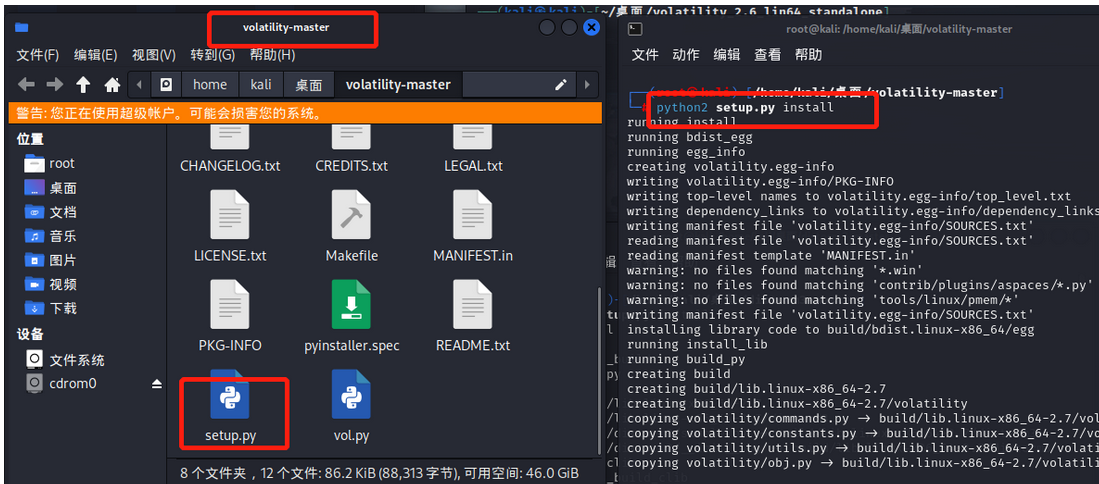 (kali㉿kali)-[~/桌面/volatility_2.6_lin64_standalone]
volatility-master
文件(F) 编辑(E) 视图(V) 转到(G) 帮助(H)
home kali 桌面 volatility-master
警告: 您正在使用超级帐户。可能会损害您的系统。
位置
root
桌面
文档
音乐
图片
视频
下载
设备
文件系统
cdrom0
CHANGELOG.txt CREDITS.txt LEGAL.txt
LICENSE.txt Makefile MANIFEST.in
PKG-INFO pyinstaller.spec README.txt
setup.py vol.py
8 个文件夹，12 个文件: 86.2 KiB (88,313 字节), 可用空间: 46.0 GiB
root@kali: /home/kali/桌面/volatility-master
文件 动作 编辑 查看 帮助
(root㉿kali)-[/home/kali/桌面/volatility-master]
# python2 setup.py install
running install
running bdist_egg
running egg_info
creating volatility.egg-info
writing volatility.egg-info/PKG-INFO
writing top-level names to volatility.egg-info/top_level.txt
writing dependency_links to volatility.egg-info/dependency_links
writing manifest file 'volatility.egg-info/SOURCES.txt'
reading manifest file 'volatility.egg-info/SOURCES.txt'
reading manifest template 'MANIFEST.in'
warning: no files found matching '*.win'
warning: no files found matching 'contrib/plugins/aspaces/*.py'
warning: no files found matching 'tools/linux/pmem/*'
writing manifest file 'volatility.egg-info/SOURCES.txt'
installing library code to build/bdist.linux-x86_64/egg
running install_lib
running build_py
creating build
creating build/lib.linux-x86_64-2.7
creating build/lib.linux-x86_64-2.7/volatility
copying volatility/commands.py → build/lib.linux-x86_64-2.7/vol
copying volatility/constants.py → build/lib.linux-x86_64-2.7/vo
copying volatility/utils.py → build/lib.linux-x86_64-2.7/volati
copying volatility/obj.py → build/lib.linux-x86_64-2.7/volatili